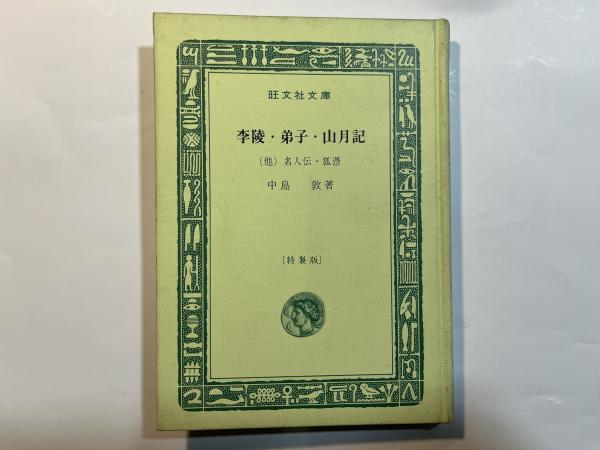 旺文社文庫
李陵・弟子・山月記
（他）名人伝・狐憑
中島　敦著
［特製版］